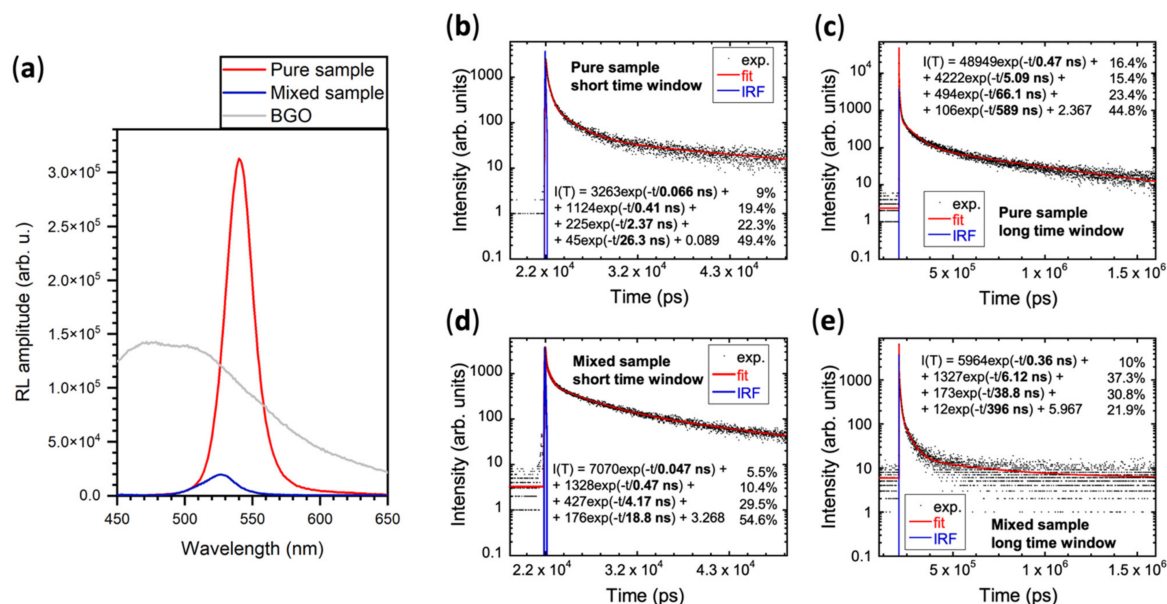 (a)
Pure sample
Mixed sample
BGO
RL amplitude (arb. u.)
3.0×10⁵
2.5×10⁵
2.0×10⁵
1.5×10⁵
1.0×10⁵
5.0×10⁴
0.0
450 500 550 600 650
Wavelength (nm)
(b)
Intensity (arb. units)
1000
100
10
1
0.1
Pure sample
short time window
exp.
fit
IRF
I(T) = 3263exp(-t/0.066 ns) + 9%
+ 1124exp(-t/0.41 ns) + 19.4%
+ 225exp(-t/2.37 ns) + 22.3%
+ 45exp(-t/26.3 ns) + 0.089 49.4%
2.2 x 10⁴ 3.2 x 10⁴ 4.3 x 10⁴
Time (ps)
(c)
Intensity (arb. units)
10⁴
1000
100
10
1
0.1
I(T) = 48949exp(-t/0.47 ns) + 16.4%
+ 4222exp(-t/5.09 ns) + 15.4%
+ 494exp(-t/66.1 ns) + 23.4%
+ 106exp(-t/589 ns) + 2.367 44.8%
exp.
fit
IRF
Pure sample
long time window
5 x 10⁵ 1 x 10⁶ 1.5 x 10⁶
Time (ps)
(d)
Intensity (arb. units)
1000
100
10
1
0.1
Mixed sample
short time window
exp.
fit
IRF
I(T) = 7070exp(-t/0.047 ns) + 5.5%
+ 1328exp(-t/0.47 ns) + 10.4%
+ 427exp(-t/4.17 ns) + 29.5%
+ 176exp(-t/18.8 ns) + 3.268 54.6%
2.2 x 10⁴ 3.2 x 10⁴ 4.3 x 10⁴
Time (ps)
(e)
Intensity (arb. units)
1000
100
10
1
0.1
I(T) = 5964exp(-t/0.36 ns) + 10%
+ 1327exp(-t/6.12 ns) + 37.3%
+ 173exp(-t/38.8 ns) + 30.8%
+ 12exp(-t/396 ns) + 5.967 21.9%
exp.
fit
IRF
Mixed sample
long time window
5 x 10⁵ 1 x 10⁶ 1.5 x 10⁶
Time (ps)